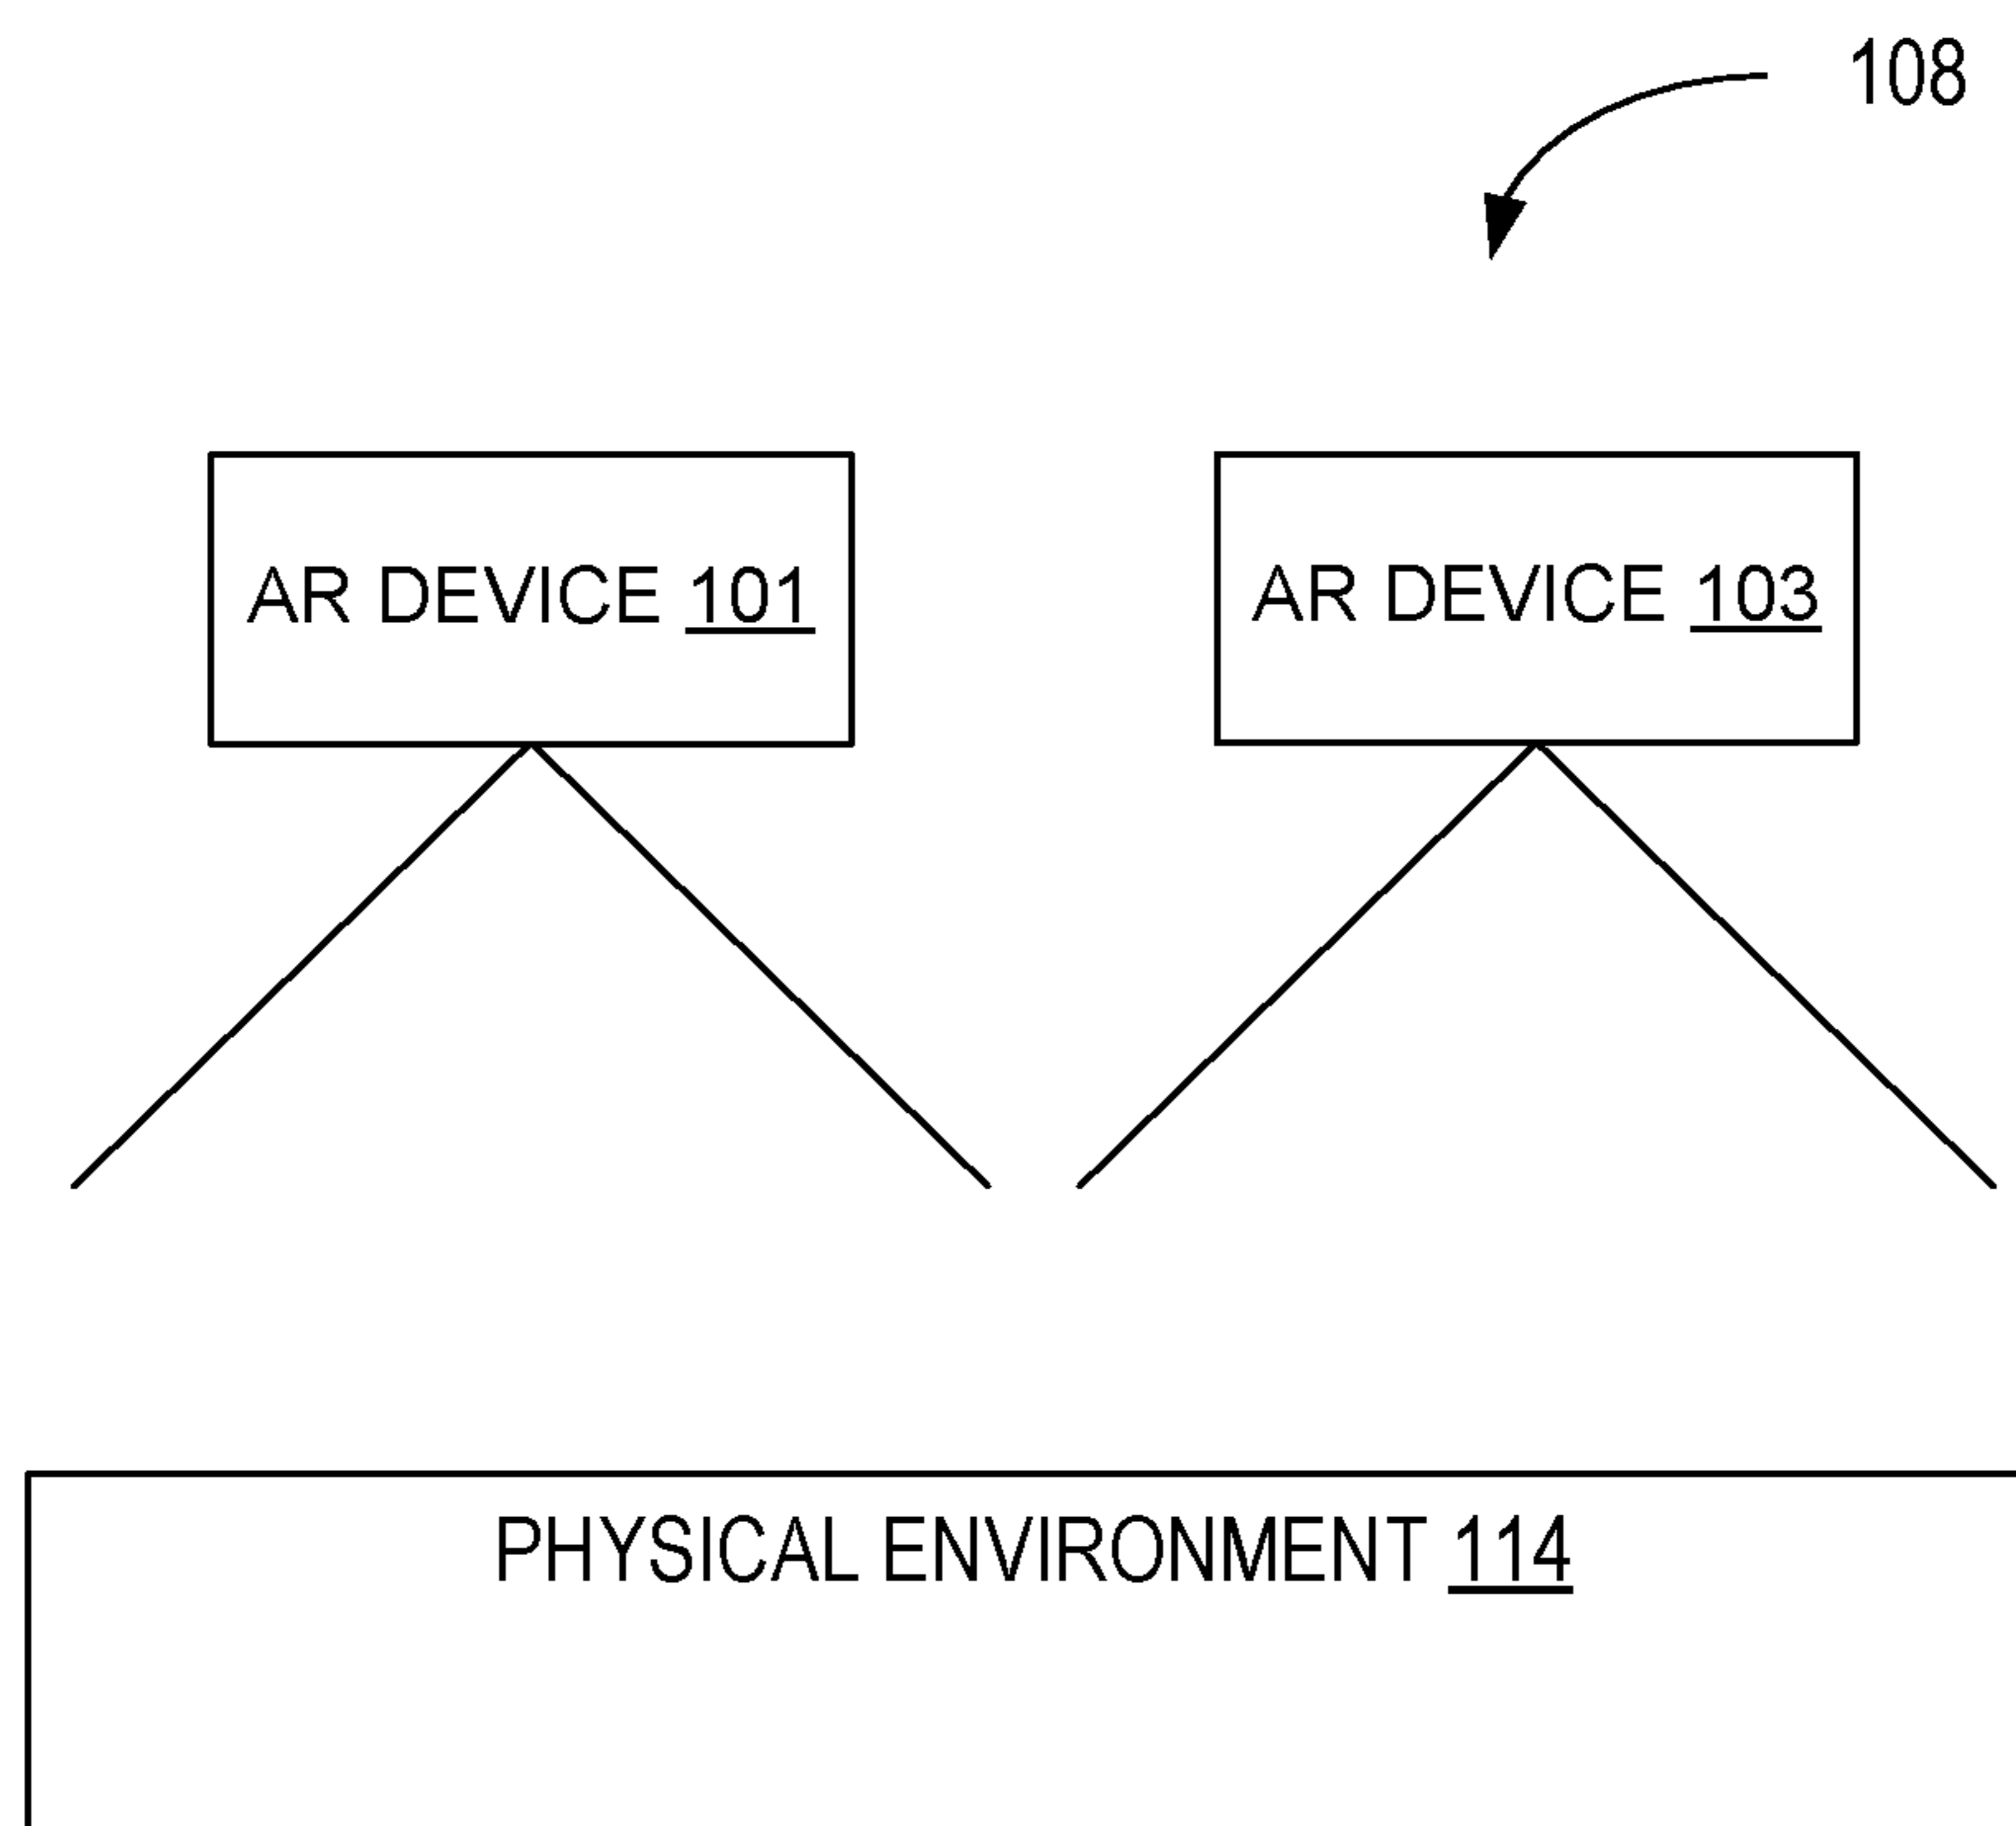 108
AR DEVICE 101
AR DEVICE 103
PHYSICAL ENVIRONMENT 114